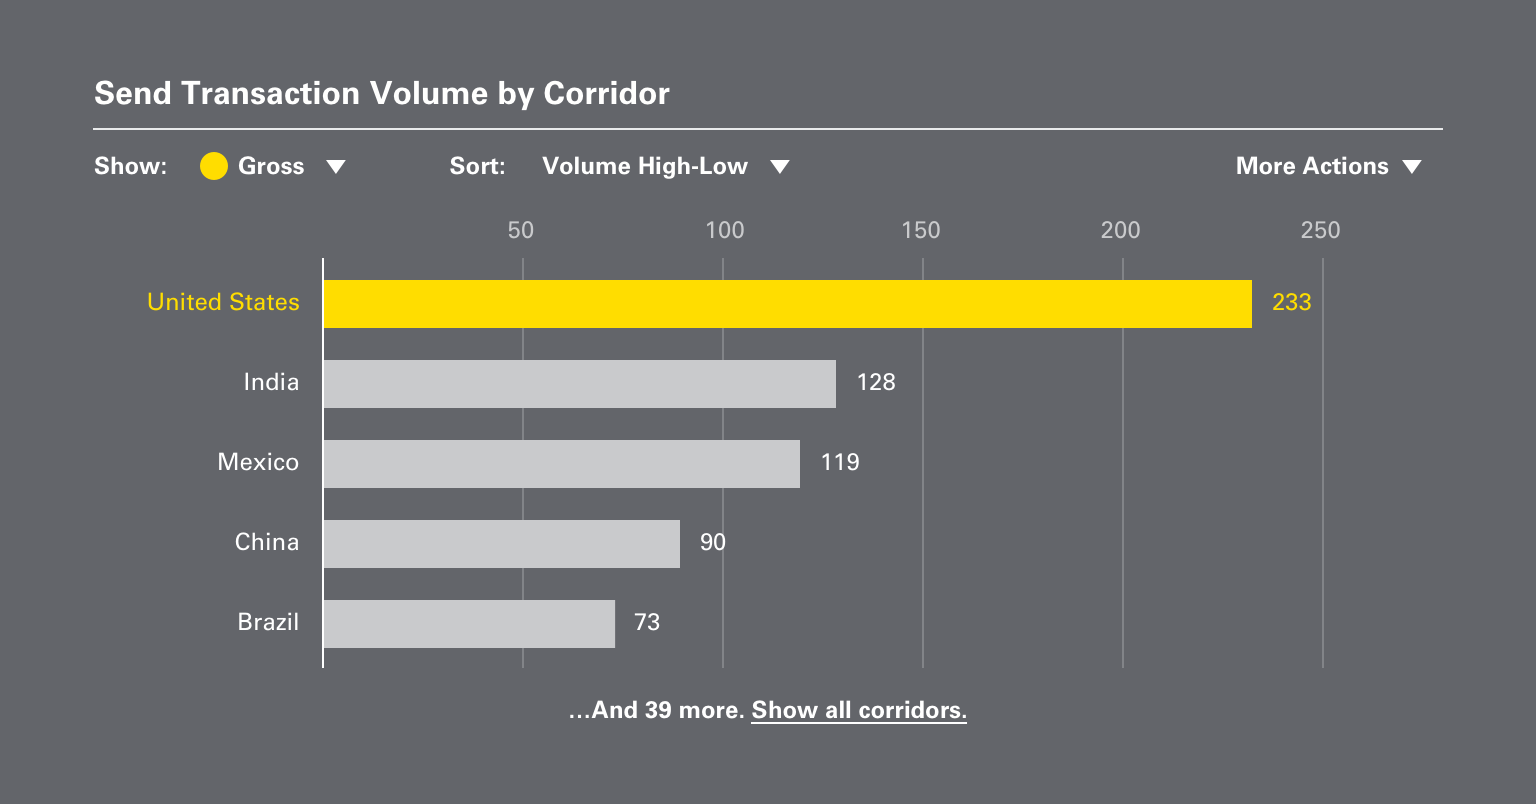 Send Transaction Volume by Corridor
Show: Gross Sort: Volume High-Low More Actions
50 100 150 200 250
United States 233
India 128
Mexico 119
China 90
Brazil 73
…And 39 more. Show all corridors.